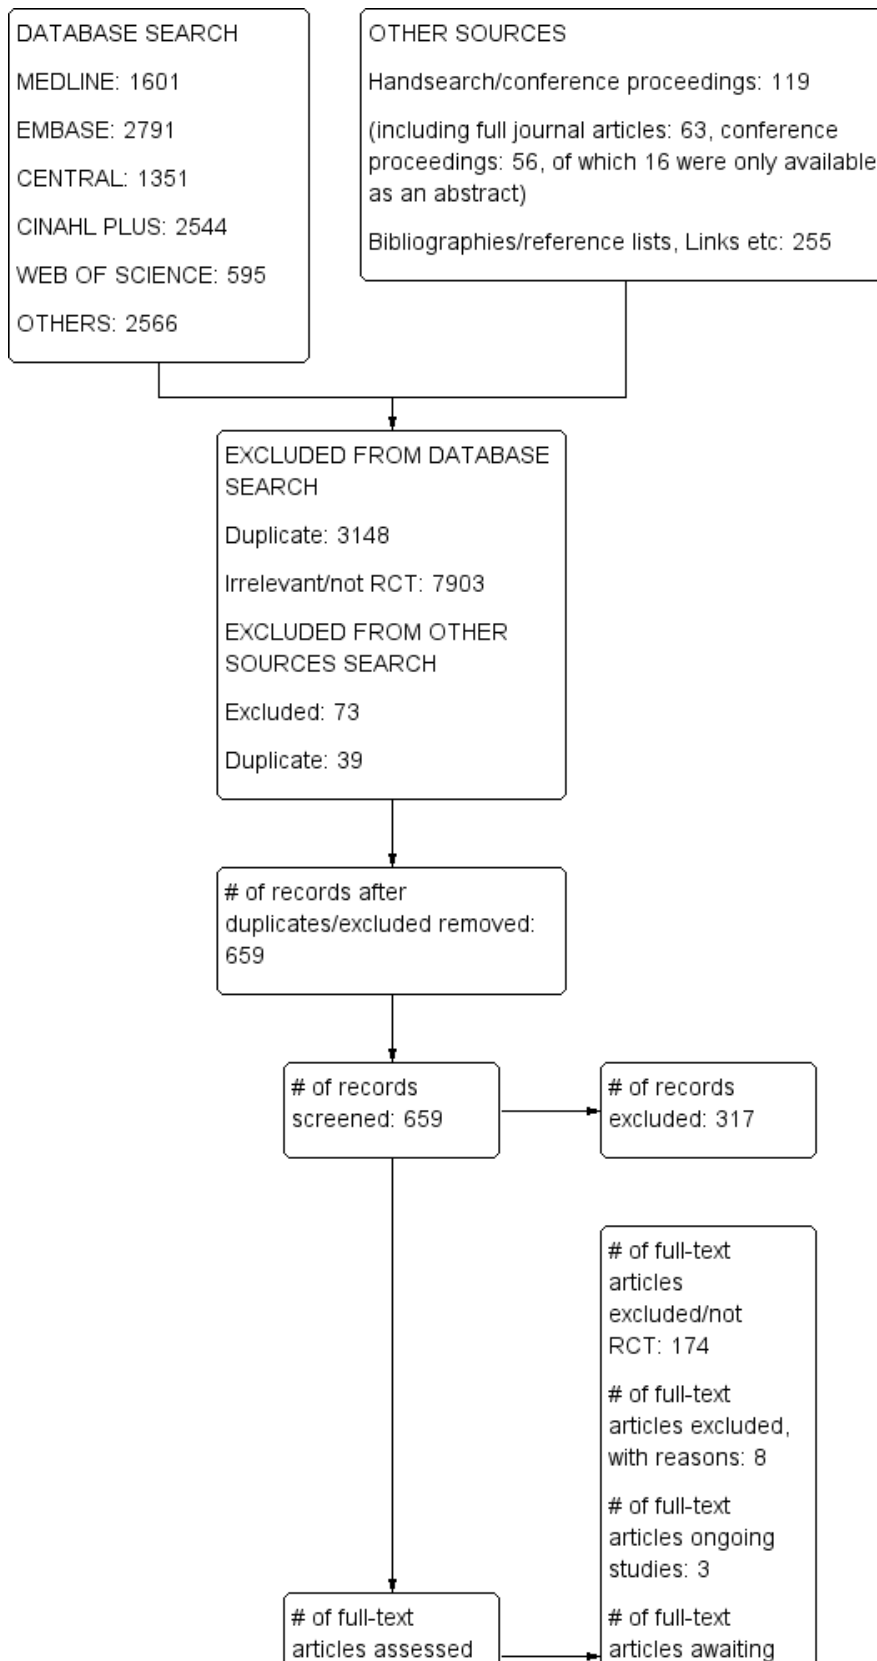 DATABASE SEARCH
MEDLINE: 1601
EMBASE: 2791
CENTRAL: 1351
CINAHL PLUS: 2544
WEB OF SCIENCE: 595
OTHERS: 2566
OTHER SOURCES
Handsearch/conference proceedings: 119
(including full journal articles: 63, conference
proceedings: 56, of which 16 were only available
as an abstract)
Bibliographies/reference lists, Links etc: 255
EXCLUDED FROM DATABASE
SEARCH
Duplicate: 3148
Irrelevant/not RCT: 7903
EXCLUDED FROM OTHER
SOURCES SEARCH
Excluded: 73
Duplicate: 39
# of records after
duplicates/excluded removed:
659
# of records
screened: 659
# of records
excluded: 317
# of full-text
articles
excluded/not
RCT: 174
# of full-text
articles excluded,
with reasons: 8
# of full-text
articles ongoing
studies: 3
# of full-text
articles awaiting
# of full-text
articles assessed